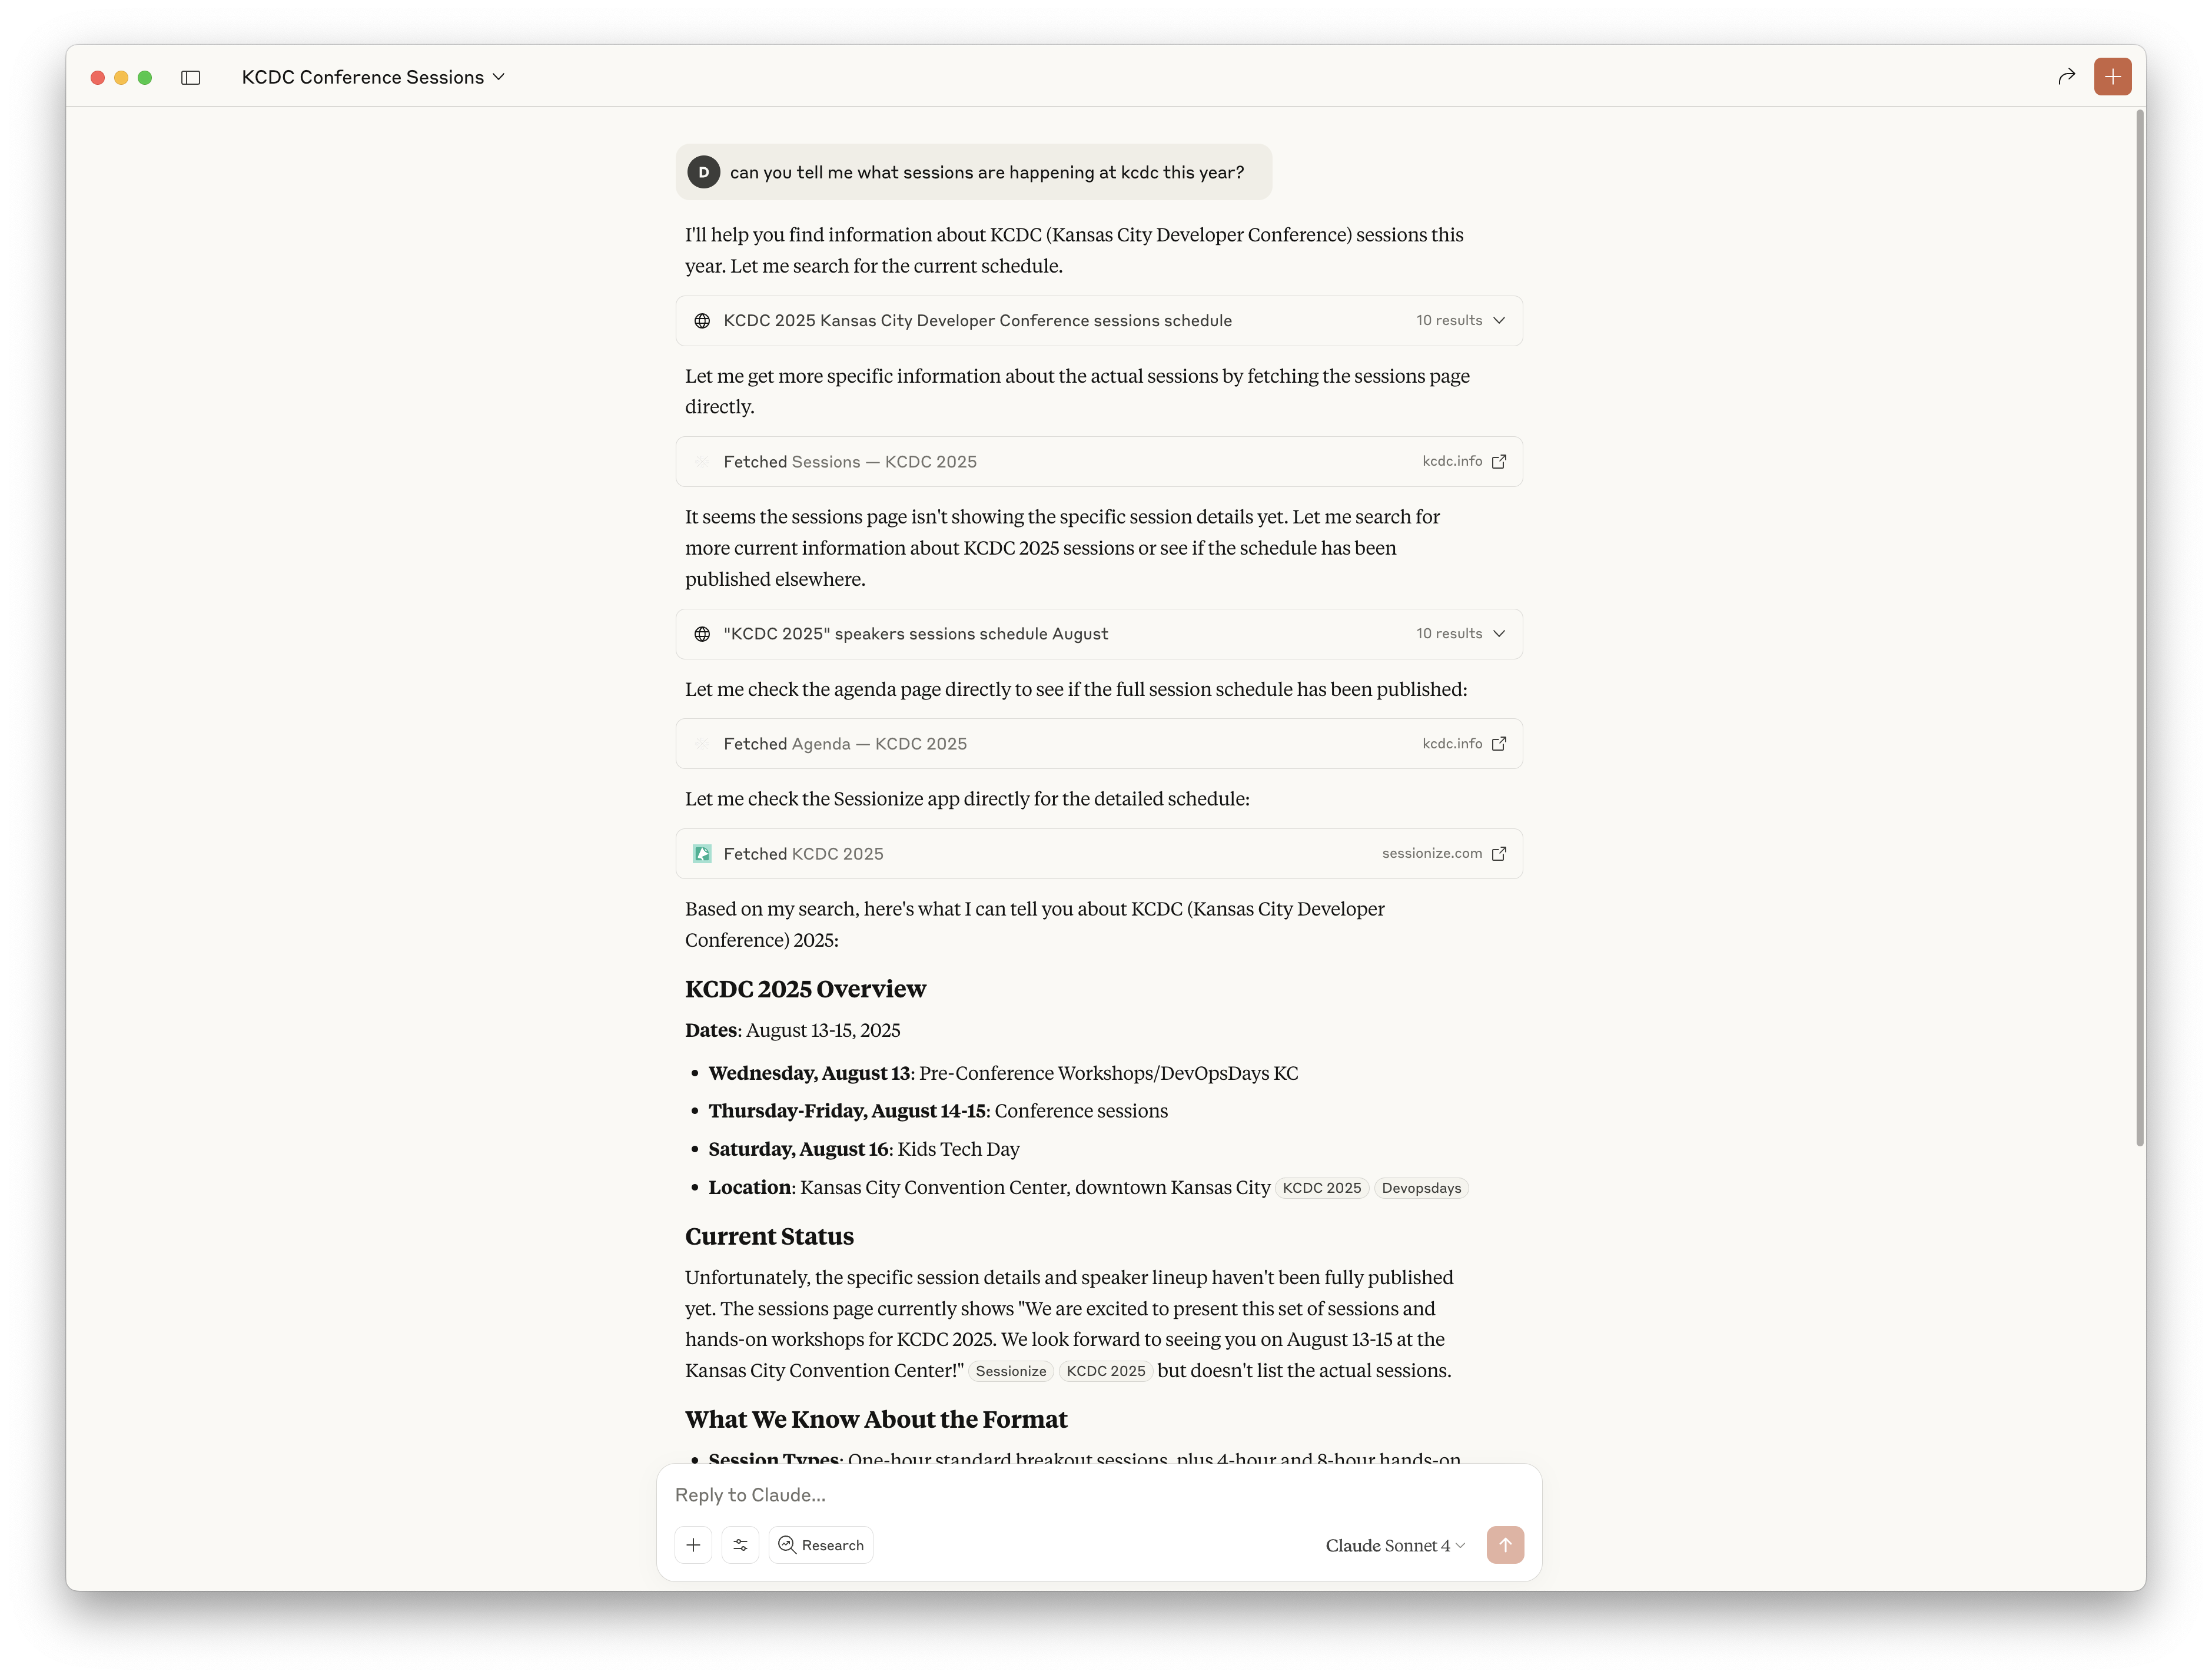 KCDC Conference Sessions
D can you tell me what sessions are happening at kcdc this year?
I'll help you find information about KCDC (Kansas City Developer Conference) sessions this
year. Let me search for the current schedule.
KCDC 2025 Kansas City Developer Conference sessions schedule 10 results
Let me get more specific information about the actual sessions by fetching the sessions page
directly.
Fetched Sessions — KCDC 2025 kcdc.info
It seems the sessions page isn't showing the specific session details yet. Let me search for
more current information about KCDC 2025 sessions or see if the schedule has been
published elsewhere.
"KCDC 2025" speakers sessions schedule August 10 results
Let me check the agenda page directly to see if the full session schedule has been published:
Fetched Agenda — KCDC 2025 kcdc.info
Let me check the Sessionize app directly for the detailed schedule:
Fetched KCDC 2025 sessionize.com
Based on my search, here's what I can tell you about KCDC (Kansas City Developer
Conference) 2025:
KCDC 2025 Overview
Dates: August 13-15, 2025
• Wednesday, August 13: Pre-Conference Workshops/DevOpsDays KC
• Thursday-Friday, August 14-15: Conference sessions
• Saturday, August 16: Kids Tech Day
• Location: Kansas City Convention Center, downtown Kansas City KCDC 2025 Devopsdays
Current Status
Unfortunately, the specific session details and speaker lineup haven't been fully published
yet. The sessions page currently shows "We are excited to present this set of sessions and
hands-on workshops for KCDC 2025. We look forward to seeing you on August 13-15 at the
Kansas City Convention Center!" Sessionize KCDC 2025 but doesn't list the actual sessions.
What We Know About the Format
• Session Types: One-hour standard breakout sessions, plus 4-hour and 8-hour hands-on
Reply to Claude...
Research
Claude Sonnet 4